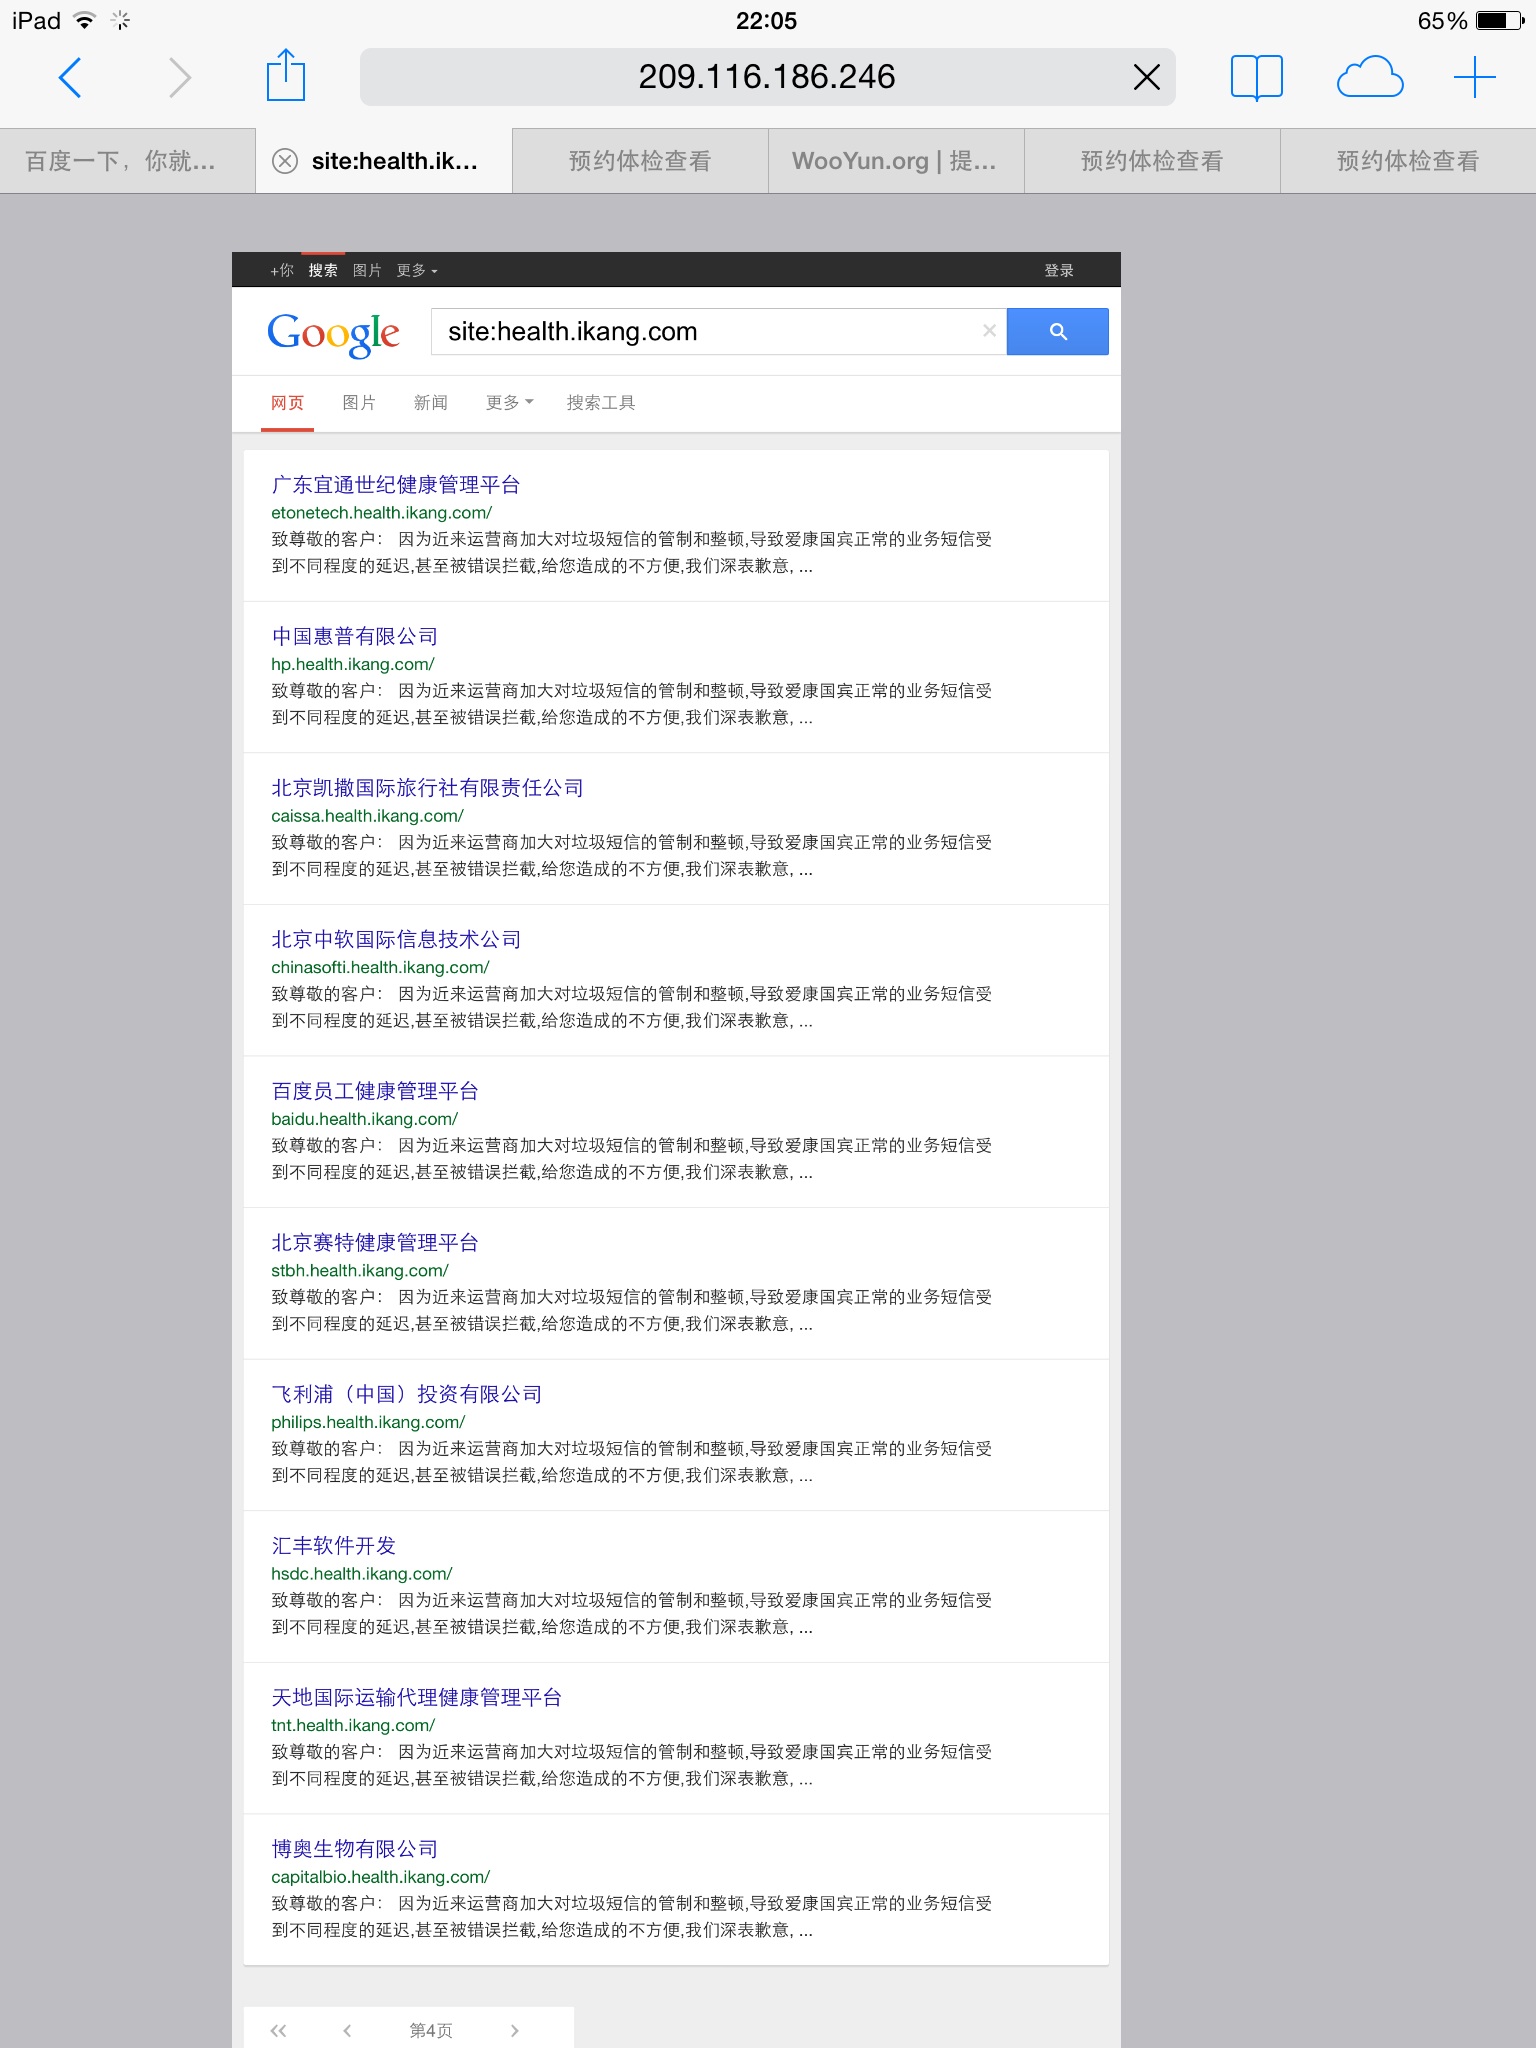 iPad 22:05 65%
209.116.186.246
百度一下，你就... site:health.ik... 预约体检查看 WooYun.org | 提... 预约体检查看 预约体检查看
+你 搜索 图片 更多 登录
Google site:health.ikang.com
网页 图片 新闻 更多 搜索工具
广东宜通世纪健康管理平台
etonetech.health.ikang.com/
致尊敬的客户： 因为近来运营商加大对垃圾短信的管制和整顿,导致爱康国宾正常的业务短信受
到不同程度的延迟,甚至被错误拦截,给您造成的不方便,我们深表歉意, ...
中国惠普有限公司
hp.health.ikang.com/
致尊敬的客户： 因为近来运营商加大对垃圾短信的管制和整顿,导致爱康国宾正常的业务短信受
到不同程度的延迟,甚至被错误拦截,给您造成的不方便,我们深表歉意, ...
北京凯撒国际旅行社有限责任公司
caissa.health.ikang.com/
致尊敬的客户： 因为近来运营商加大对垃圾短信的管制和整顿,导致爱康国宾正常的业务短信受
到不同程度的延迟,甚至被错误拦截,给您造成的不方便,我们深表歉意, ...
北京中软国际信息技术公司
chinasofti.health.ikang.com/
致尊敬的客户： 因为近来运营商加大对垃圾短信的管制和整顿,导致爱康国宾正常的业务短信受
到不同程度的延迟,甚至被错误拦截,给您造成的不方便,我们深表歉意, ...
百度员工健康管理平台
baidu.health.ikang.com/
致尊敬的客户： 因为近来运营商加大对垃圾短信的管制和整顿,导致爱康国宾正常的业务短信受
到不同程度的延迟,甚至被错误拦截,给您造成的不方便,我们深表歉意, ...
北京赛特健康管理平台
stbh.health.ikang.com/
致尊敬的客户： 因为近来运营商加大对垃圾短信的管制和整顿,导致爱康国宾正常的业务短信受
到不同程度的延迟,甚至被错误拦截,给您造成的不方便,我们深表歉意, ...
飞利浦（中国）投资有限公司
philips.health.ikang.com/
致尊敬的客户： 因为近来运营商加大对垃圾短信的管制和整顿,导致爱康国宾正常的业务短信受
到不同程度的延迟,甚至被错误拦截,给您造成的不方便,我们深表歉意, ...
汇丰软件开发
hsdc.health.ikang.com/
致尊敬的客户： 因为近来运营商加大对垃圾短信的管制和整顿,导致爱康国宾正常的业务短信受
到不同程度的延迟,甚至被错误拦截,给您造成的不方便,我们深表歉意, ...
天地国际运输代理健康管理平台
tnt.health.ikang.com/
致尊敬的客户： 因为近来运营商加大对垃圾短信的管制和整顿,导致爱康国宾正常的业务短信受
到不同程度的延迟,甚至被错误拦截,给您造成的不方便,我们深表歉意, ...
博奥生物有限公司
capitalbio.health.ikang.com/
致尊敬的客户： 因为近来运营商加大对垃圾短信的管制和整顿,导致爱康国宾正常的业务短信受
到不同程度的延迟,甚至被错误拦截,给您造成的不方便,我们深表歉意, ...
第4页